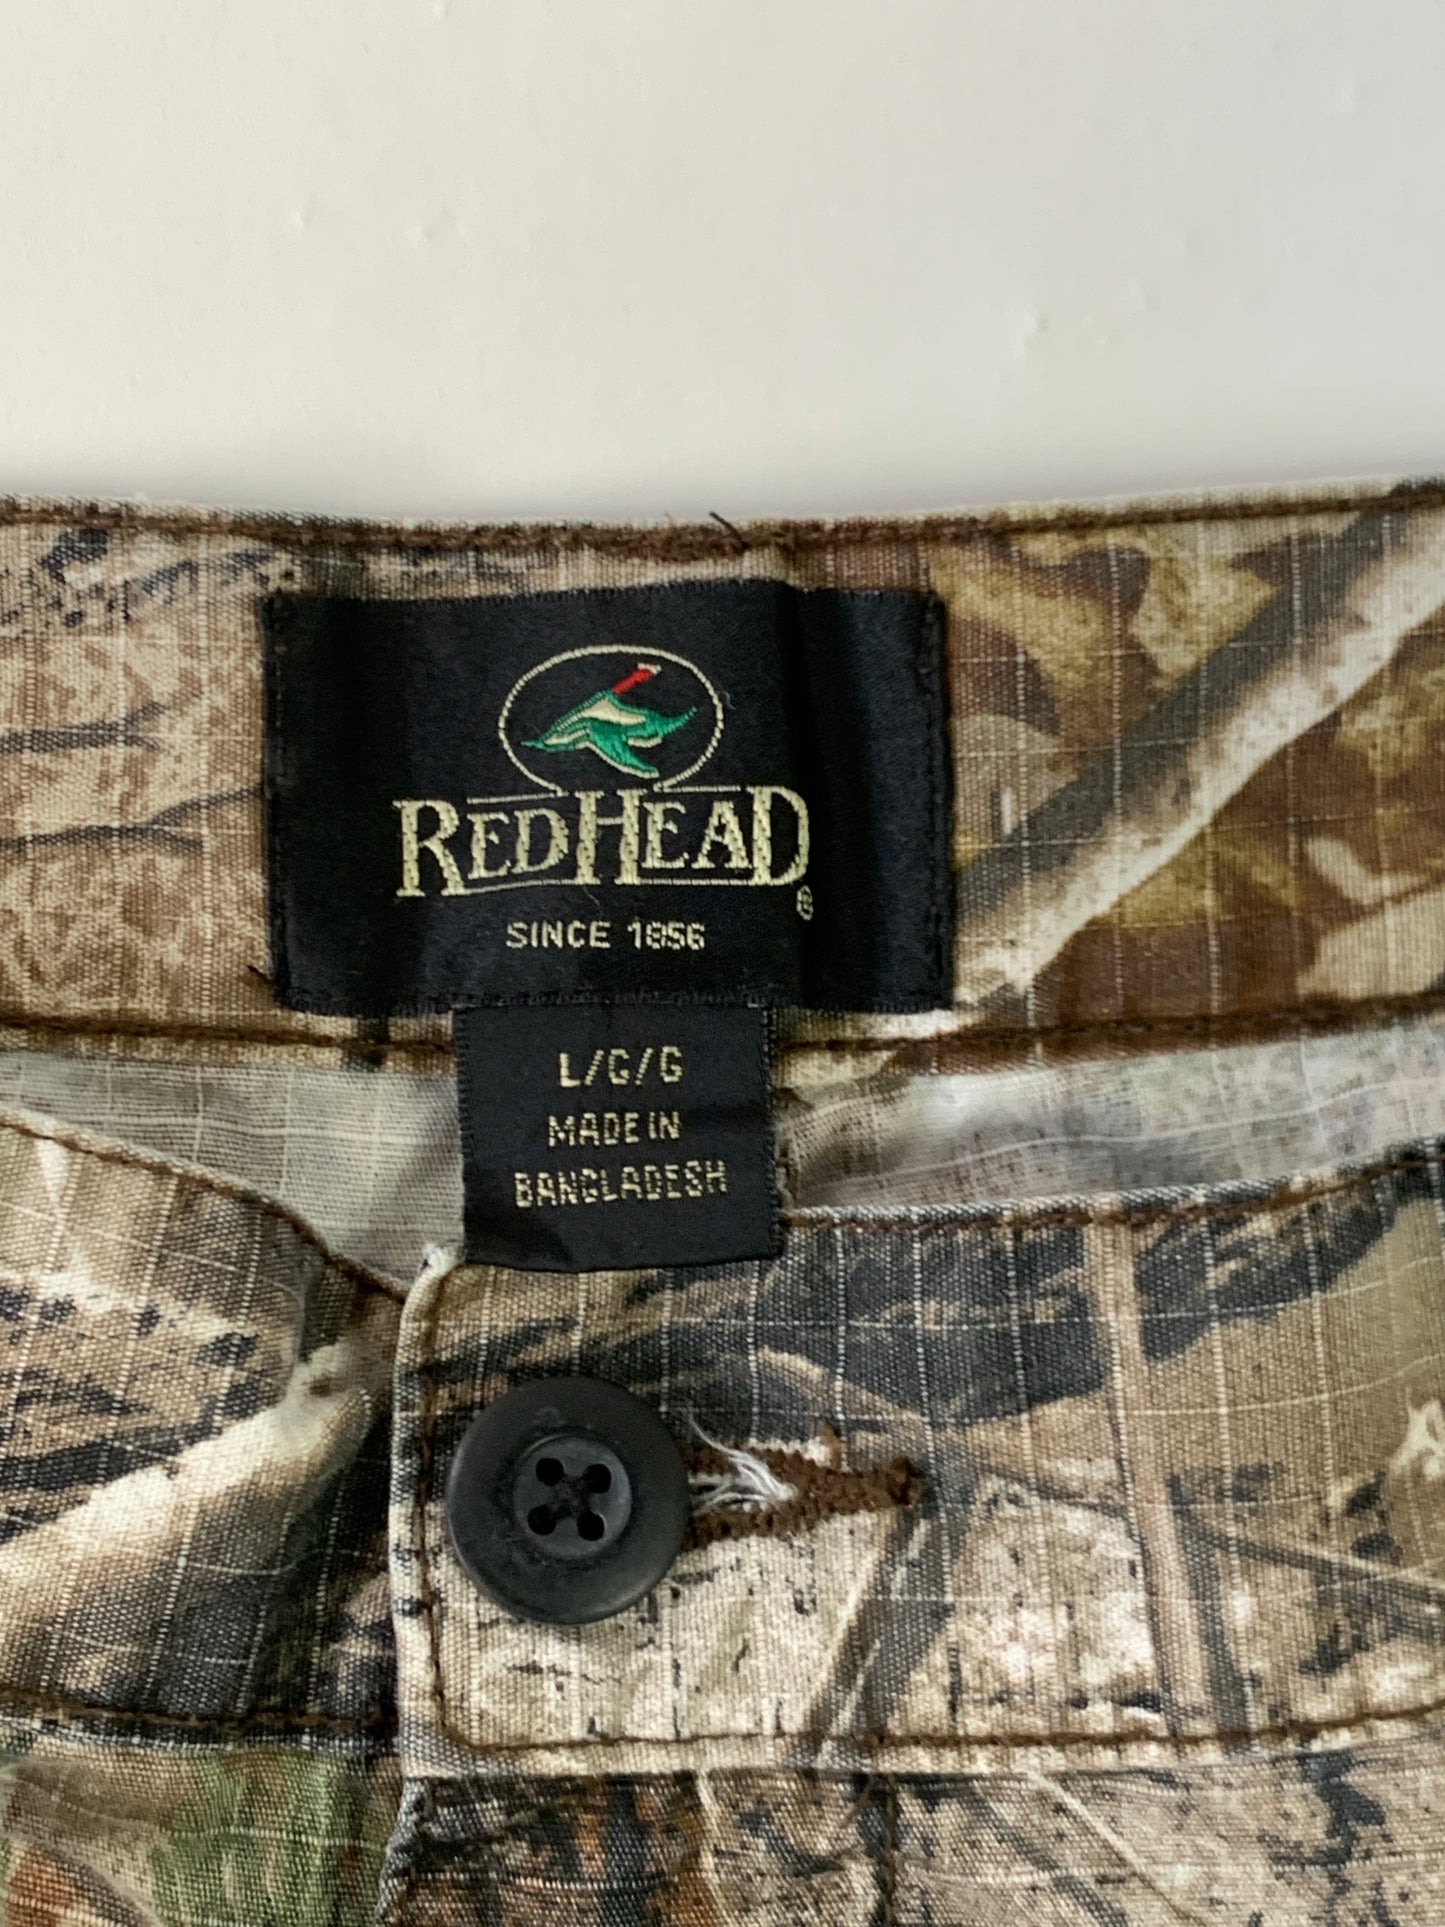 REDHEAD®
SINCE 1856
L/G/G
MADE IN
BANGLADESH